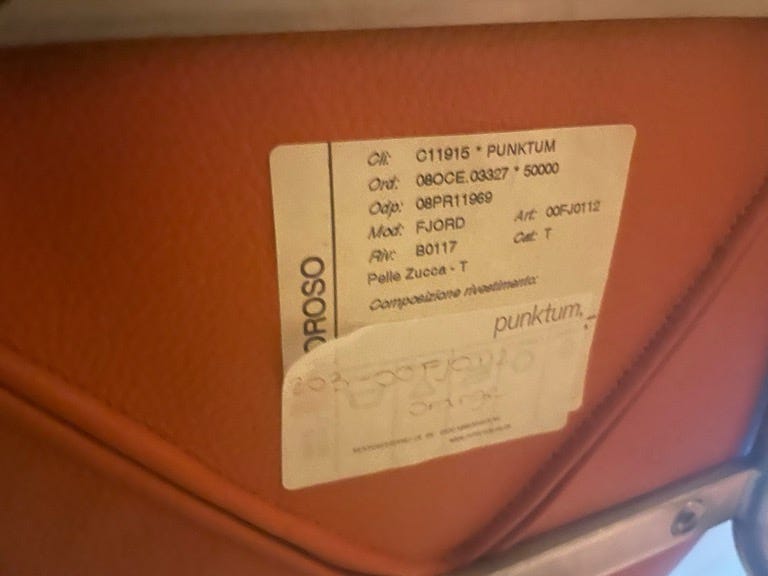 OROSO
Cli: C11915 * PUNKTUM
Ord: 08OCE.03327 * 50000
Odp: 08PR11969
Mod: FJORD Art: 00FJ0112
Riv: B0117 Cat: T
Pelle Zucca - T
Composizione rivestimento:
punktum.